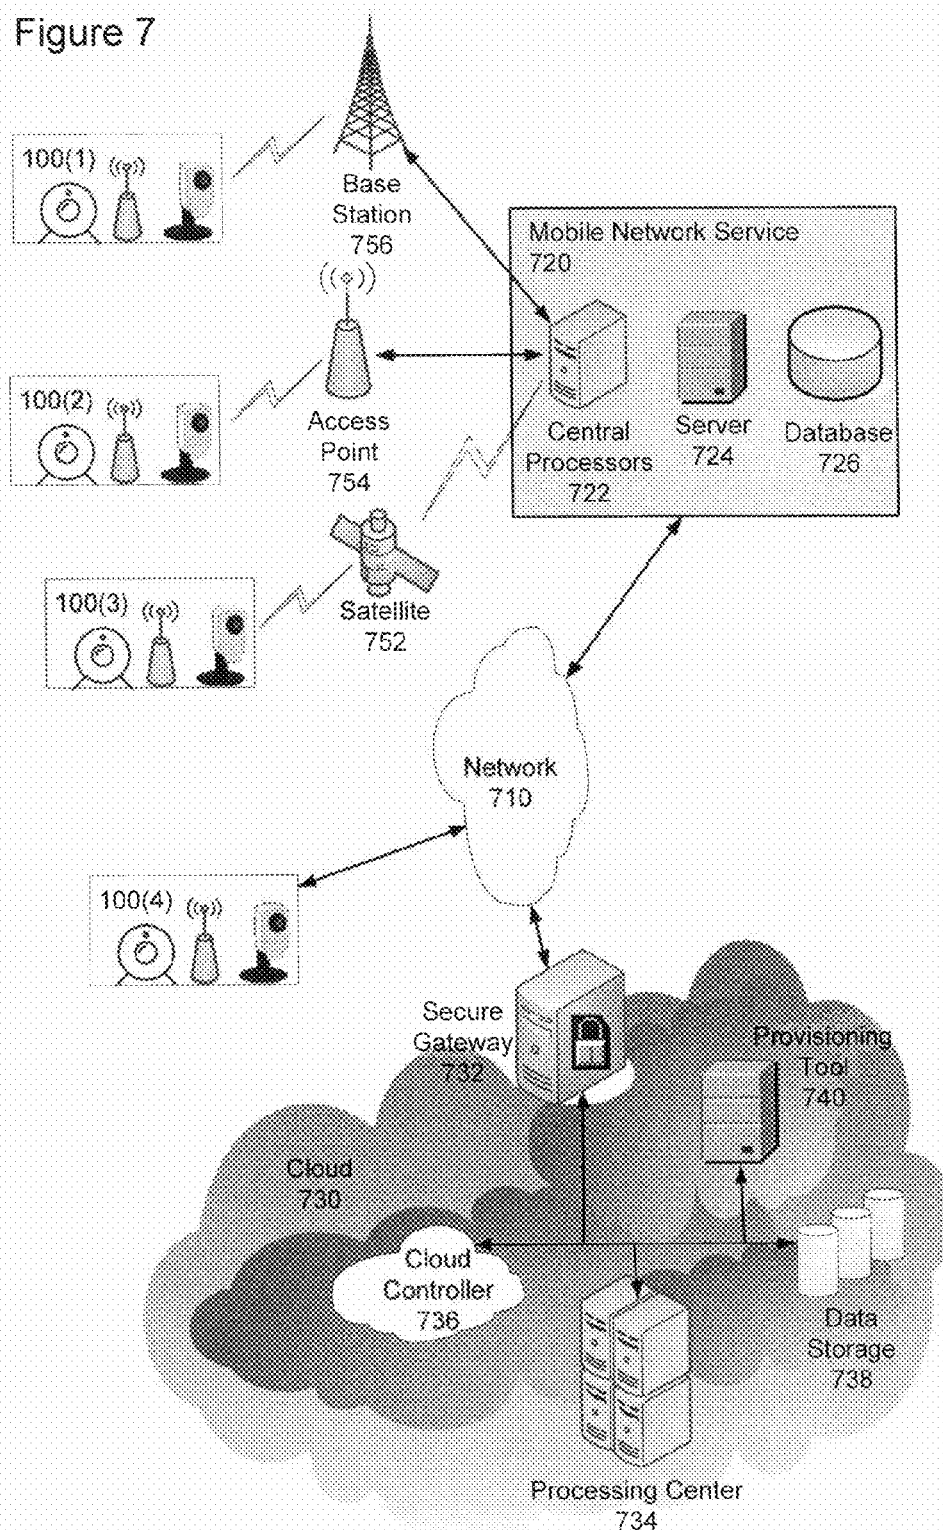 Figure 7
100(1)
Base
Station
756
Mobile Network Service
720
100(2)
Access
Point
754
Central
Processors
722
Server
724
Database
726
100(3)
Satellite
752
Network
710
100(4)
Secure
Gateway
732
Provisioning
Tool
740
Cloud
730
Cloud
Controller
736
Data
Storage
738
Processing Center
734